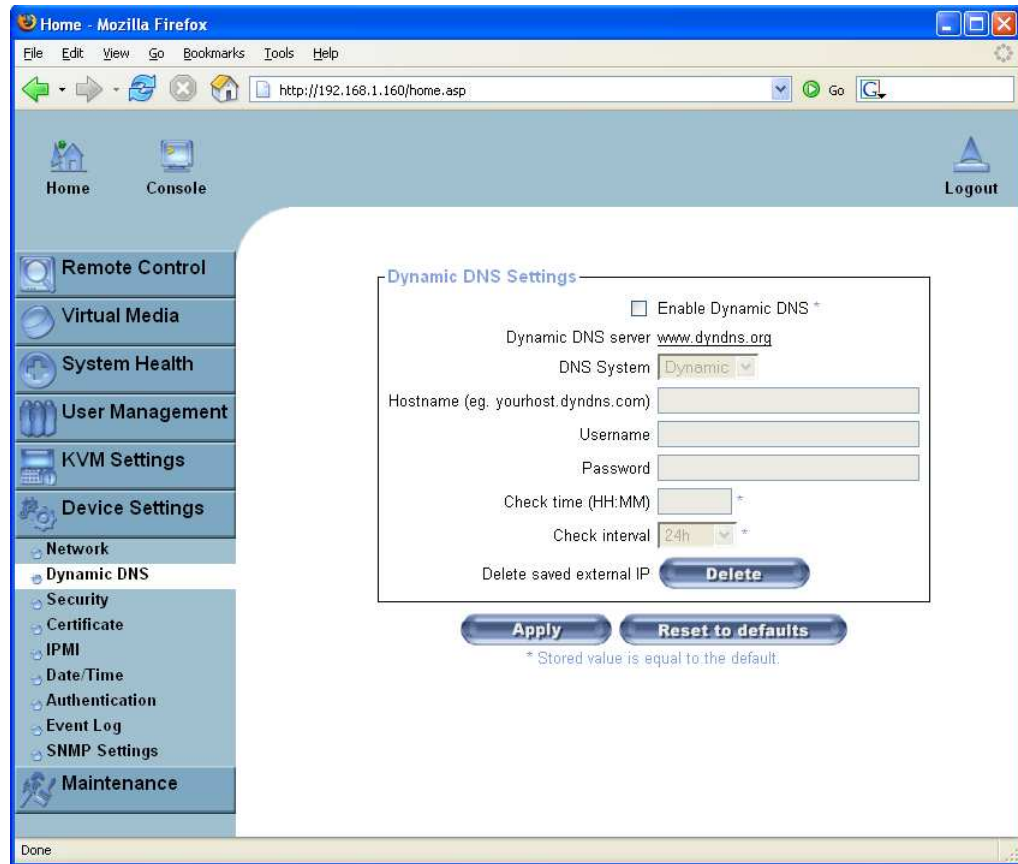 Home - Mozilla Firefox
File Edit View Go Bookmarks Tools Help
http://192.168.1.160/home.asp
Go
G
Home
Console
Logout
Remote Control
Virtual Media
System Health
User Management
KVM Settings
Device Settings
Network
Dynamic DNS
Security
Certificate
IPMI
Date/Time
Authentication
Event Log
SNMP Settings
Maintenance
Dynamic DNS Settings
Enable Dynamic DNS *
Dynamic DNS server www.dyndns.org
DNS System Dynamic
Hostname (eg. yourhost.dyndns.com)
Username
Password
Check time (HH:MM) *
Check interval 24h *
Delete saved external IP Delete
Apply Reset to defaults
* Stored value is equal to the default.
Done